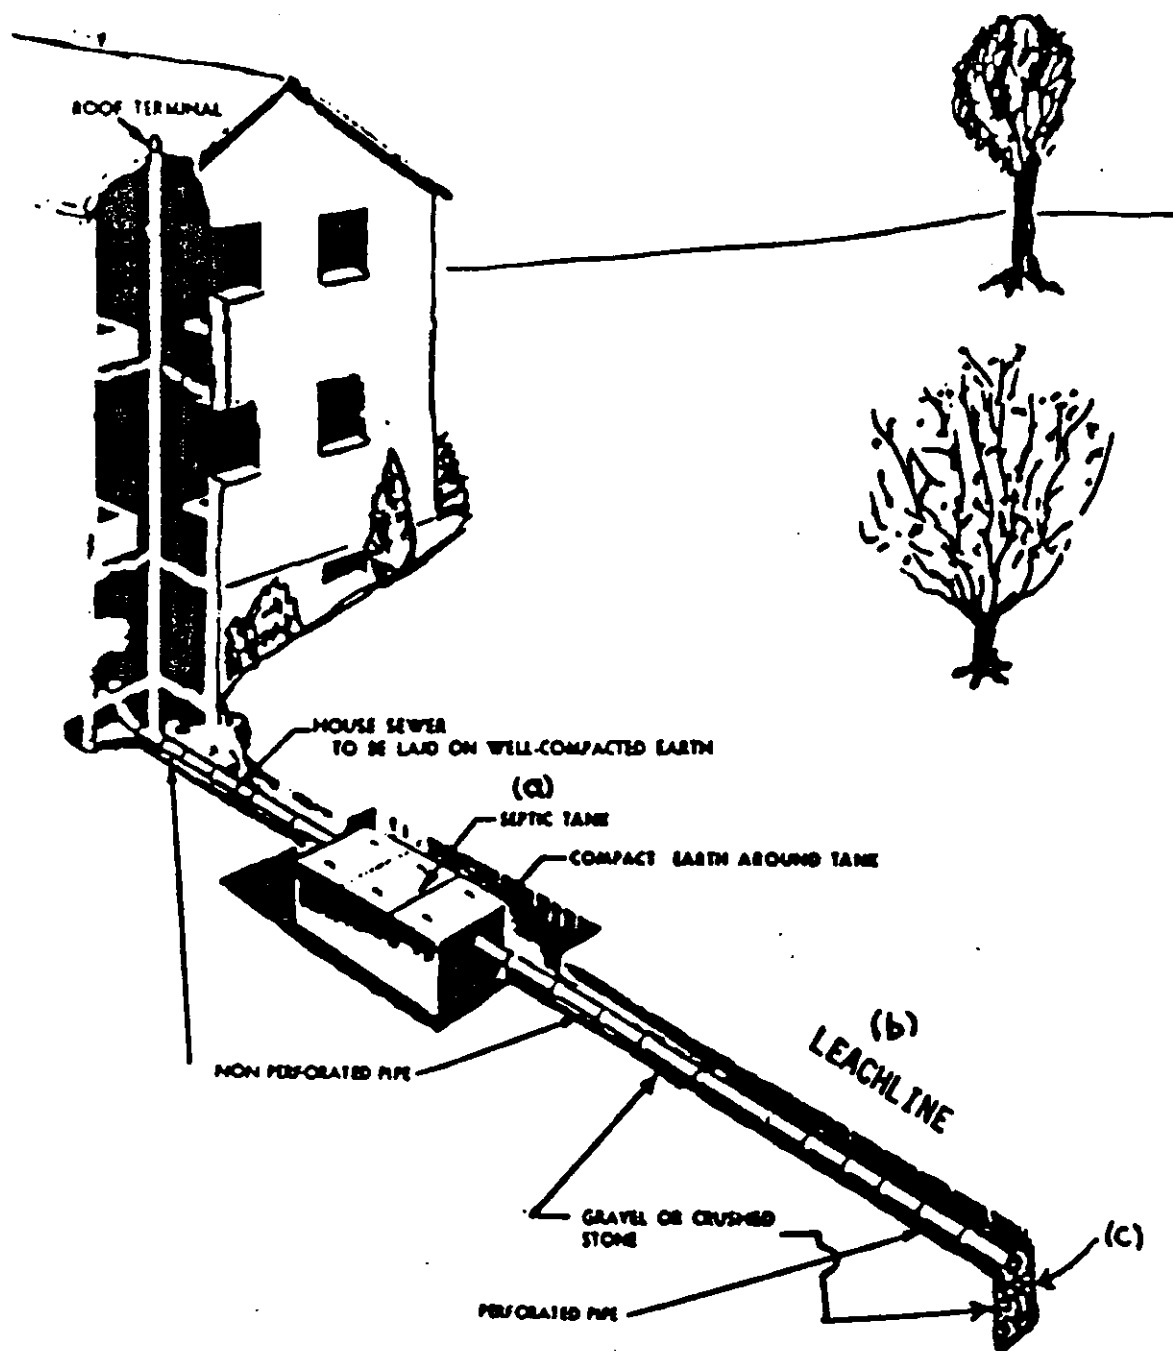 ROOF TERMINAL
HOUSE SEWER
TO BE LAID ON WELL-COMPACTED EARTH
(a)
SEPTIC TANK
COMPACT EARTH AROUND TANK
(b)
LEACHLINE
NON PERFORATED PIPE
GRAVEL OR CRUSHED
STONE
(c)
PERFORATED PIPE